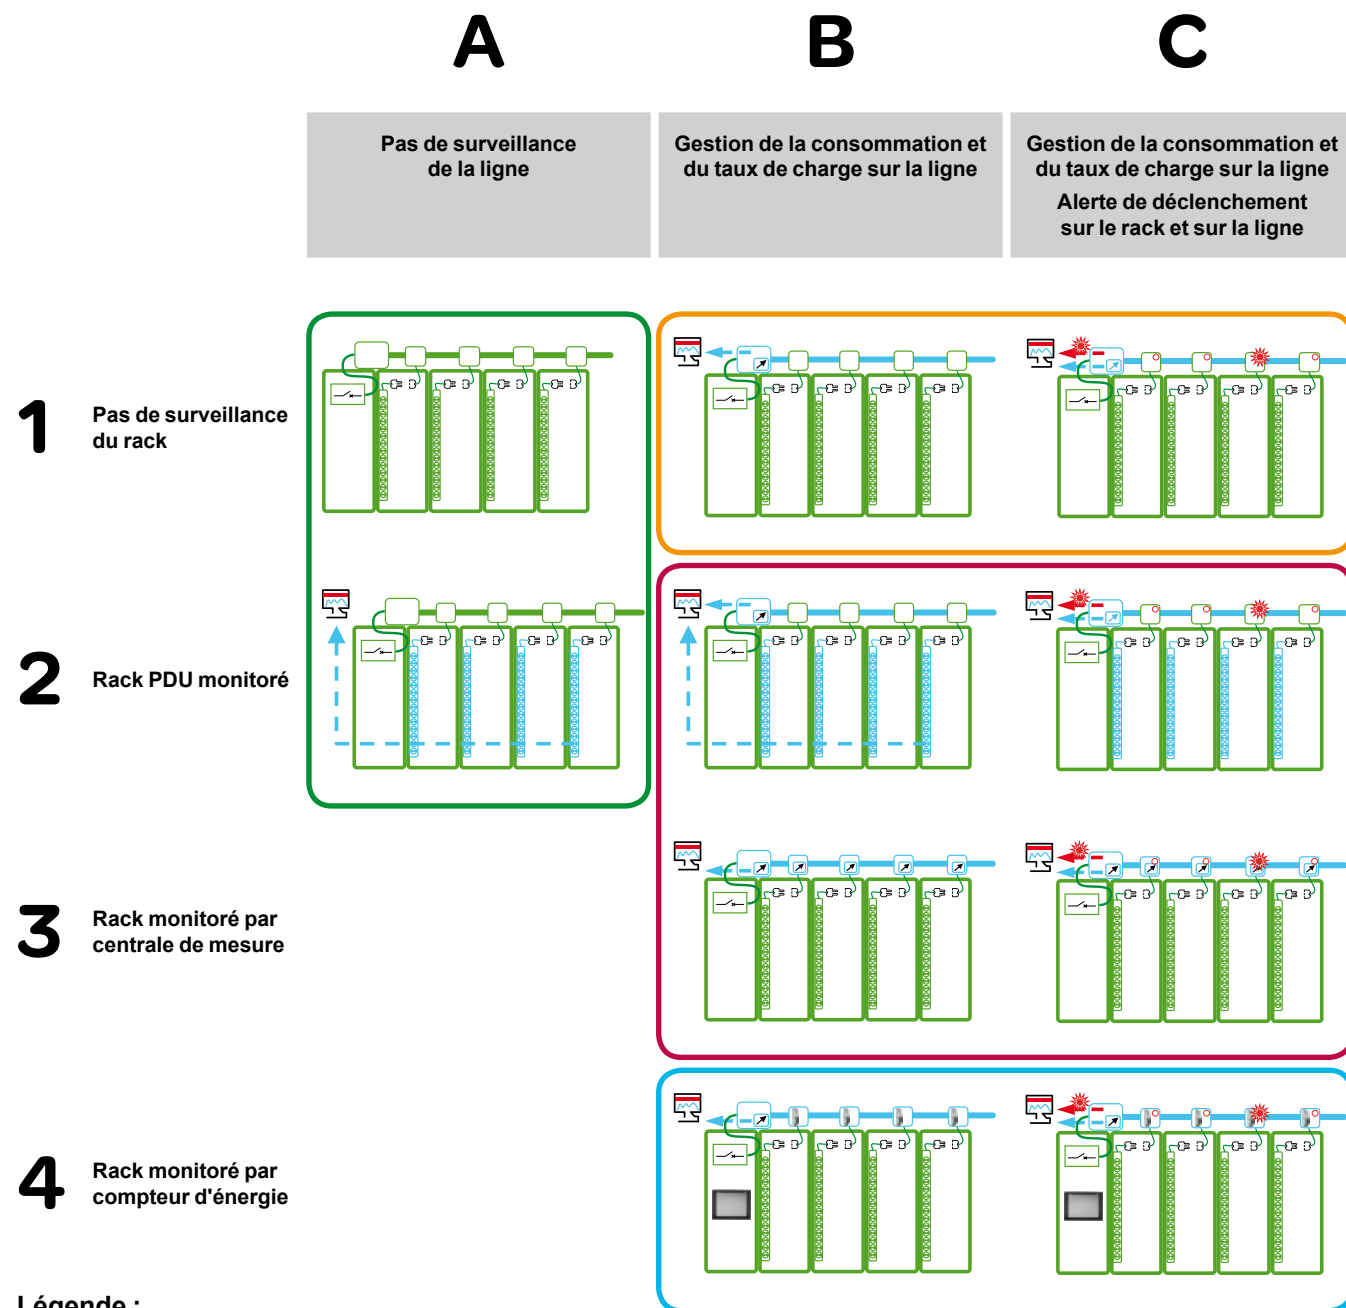 A
B
C
Pas de surveillance
de la ligne
Gestion de la consommation et
du taux de charge sur la ligne
Gestion de la consommation et
du taux de charge sur la ligne
Alerte de déclenchement
sur le rack et sur la ligne
1
Pas de surveillance
du rack
2
Rack PDU monitoré
3
Rack monitoré par
centrale de mesure
4
Rack monitoré par
compteur d'énergie
Légende :